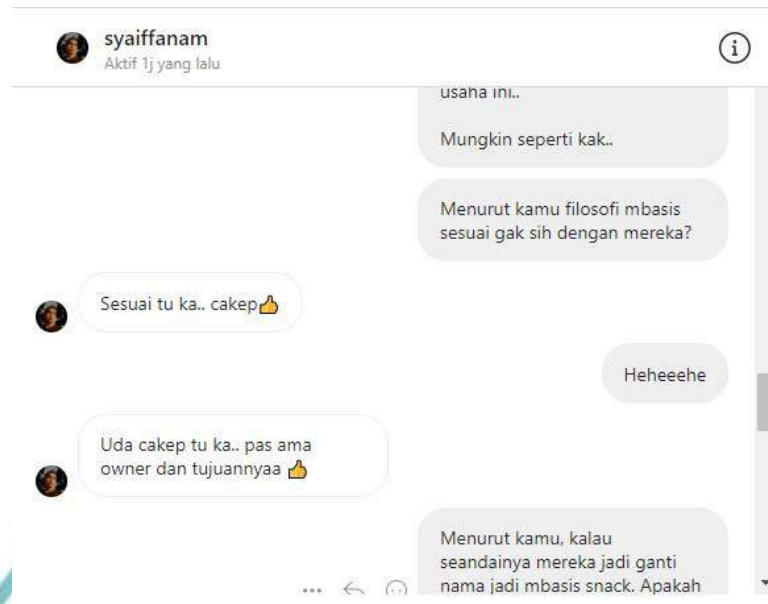 syaiffanam
Aktif 1j yang lalu
usaha ini..
Mungkin seperti kak..
Menurut kamu filosofi mbasis
sesuai gak sih dengan mereka?
Sesuai tu ka.. cakep👍
Heheeehe
Uda cakep tu ka.. pas ama
owner dan tujuannyaa 👍
Menurut kamu, kalau
seandainya mereka jadi ganti
nama jadi mbasis snack. Apakah